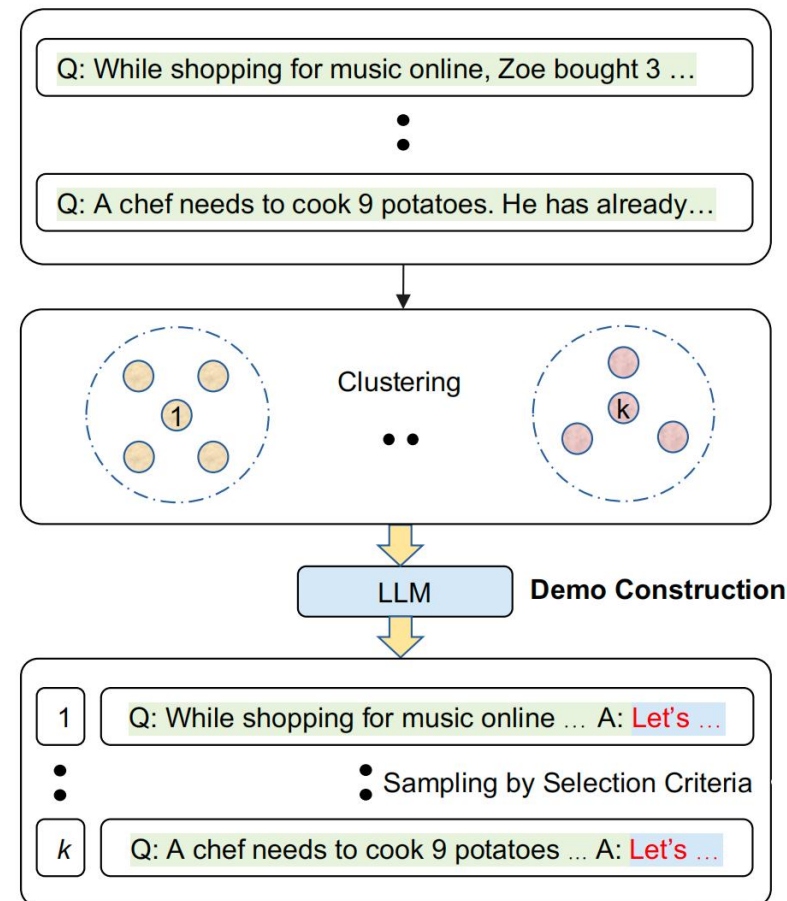 Q: While shopping for music online, Zoe bought 3 …
Q: A chef needs to cook 9 potatoes. He has already…
Clustering
1
k
LLM
Demo Construction
1
Q: While shopping for music online … A: Let's …
Sampling by Selection Criteria
k
Q: A chef needs to cook 9 potatoes ... A: Let's …